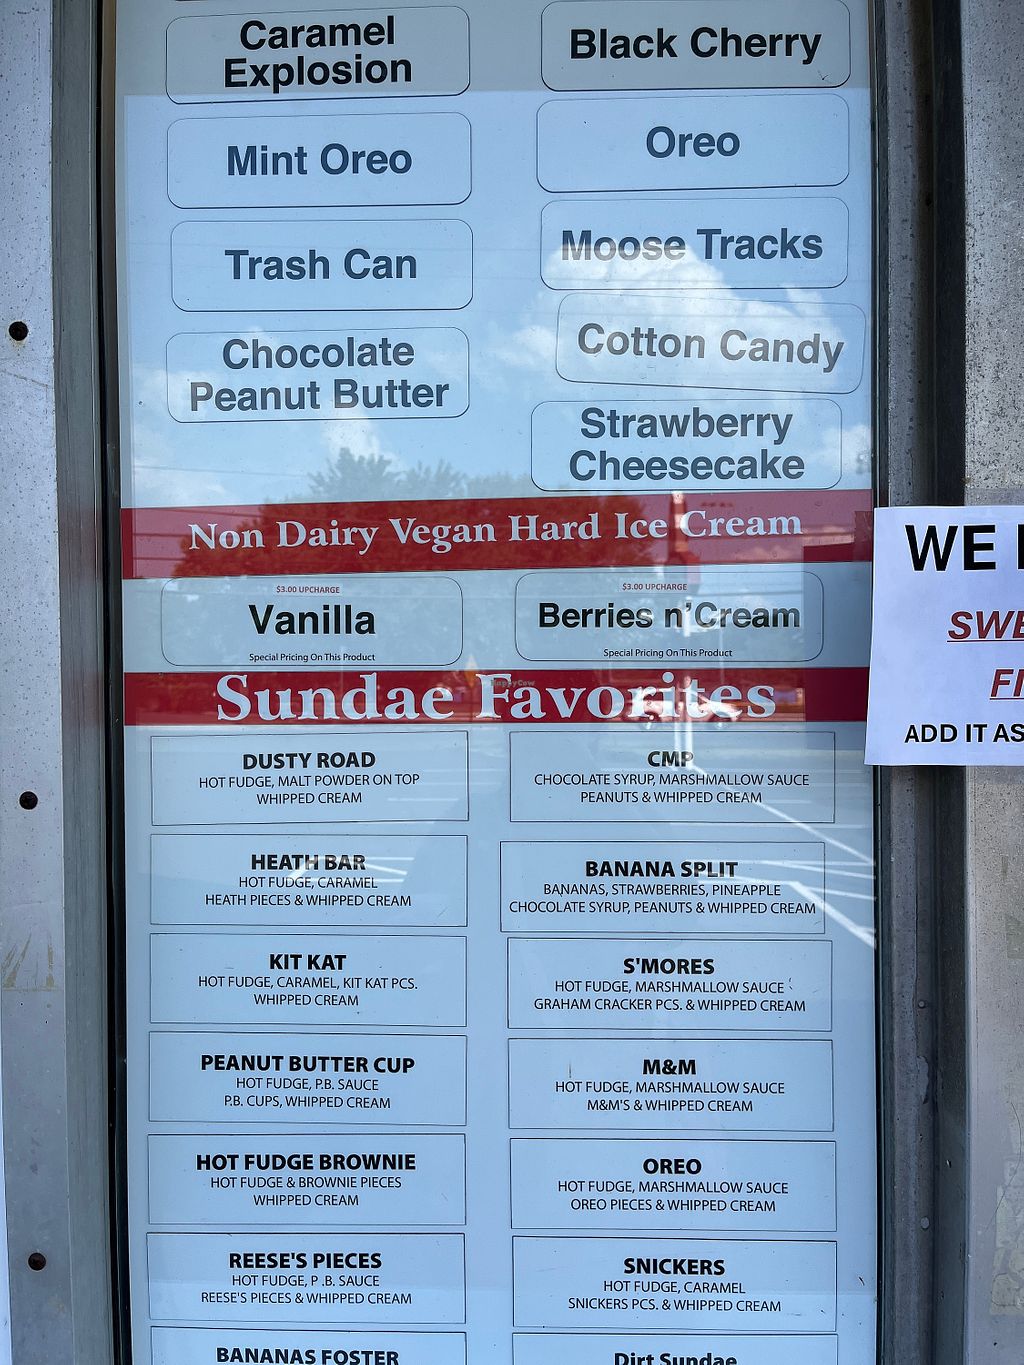 Caramel
Explosion
Black Cherry
Mint Oreo
Oreo
Trash Can
Moose Tracks
Chocolate
Peanut Butter
Cotton Candy
Strawberry
Cheesecake
Non Dairy Vegan Hard Ice Cream
$3.00 UPCHARGE
Vanilla
Special Pricing On This Product
$3.00 UPCHARGE
Berries n'Cream
Special Pricing On This Product
Sundae Favorites
HappyCow
DUSTY ROAD
HOT FUDGE, MALT POWDER ON TOP
WHIPPED CREAM
CMP
CHOCOLATE SYRUP, MARSHMALLOW SAUCE
PEANUTS & WHIPPED CREAM
HEATH BAR
HOT FUDGE, CARAMEL
HEATH PIECES & WHIPPED CREAM
BANANA SPLIT
BANANAS, STRAWBERRIES, PINEAPPLE
CHOCOLATE SYRUP, PEANUTS & WHIPPED CREAM
KIT KAT
HOT FUDGE, CARAMEL, KIT KAT PCS.
WHIPPED CREAM
S'MORES
HOT FUDGE, MARSHMALLOW SAUCE
GRAHAM CRACKER PCS. & WHIPPED CREAM
PEANUT BUTTER CUP
HOT FUDGE, P.B. SAUCE
P.B. CUPS, WHIPPED CREAM
M&M
HOT FUDGE, MARSHMALLOW SAUCE
M&M'S & WHIPPED CREAM
HOT FUDGE BROWNIE
HOT FUDGE & BROWNIE PIECES
WHIPPED CREAM
OREO
HOT FUDGE, MARSHMALLOW SAUCE
OREO PIECES & WHIPPED CREAM
REESE'S PIECES
HOT FUDGE, P .B. SAUCE
REESE'S PIECES & WHIPPED CREAM
SNICKERS
HOT FUDGE, CARAMEL
SNICKERS PCS. & WHIPPED CREAM
BANANAS FOSTER
Dirt Sundae
WE
SWE
FI
ADD IT AS